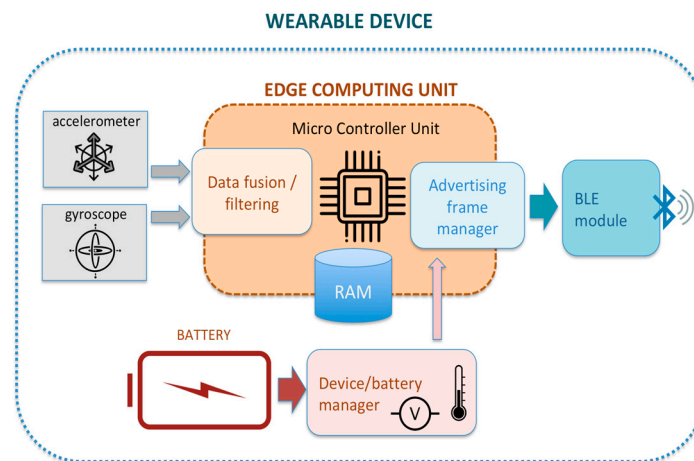 WEARABLE DEVICE
EDGE COMPUTING UNIT
accelerometer
Micro Controller Unit
Data fusion /
filtering
Advertising
frame
manager
BLE
module
gyroscope
RAM
BATTERY
Device/battery
manager
V